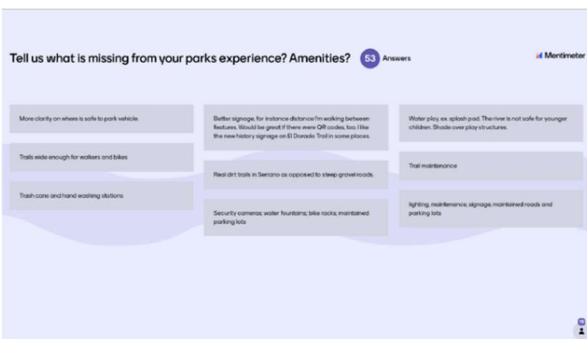 Tell us what is missing from your parks experience? Amenities?
53 Answers
Mentimeter
More clarity on where is safe to park vehicle.
Trails wide enough for walkers and bikes
Trash cans and hand washing stations
Better signage, for instance distance I'm walking between
features. Would be great if there were QR codes, too. I like
the new history signage on El Dorado Trail in some places.
Real dirt trails in Serrano as opposed to steep gravel roads.
Security cameras; water fountains; bike racks; maintained
parking lots
Water play, ex. splash pad. The river is not safe for younger
children. Shade over play structures.
Trail maintenance
lighting, maintenance, signage, maintained roads and
parking lots